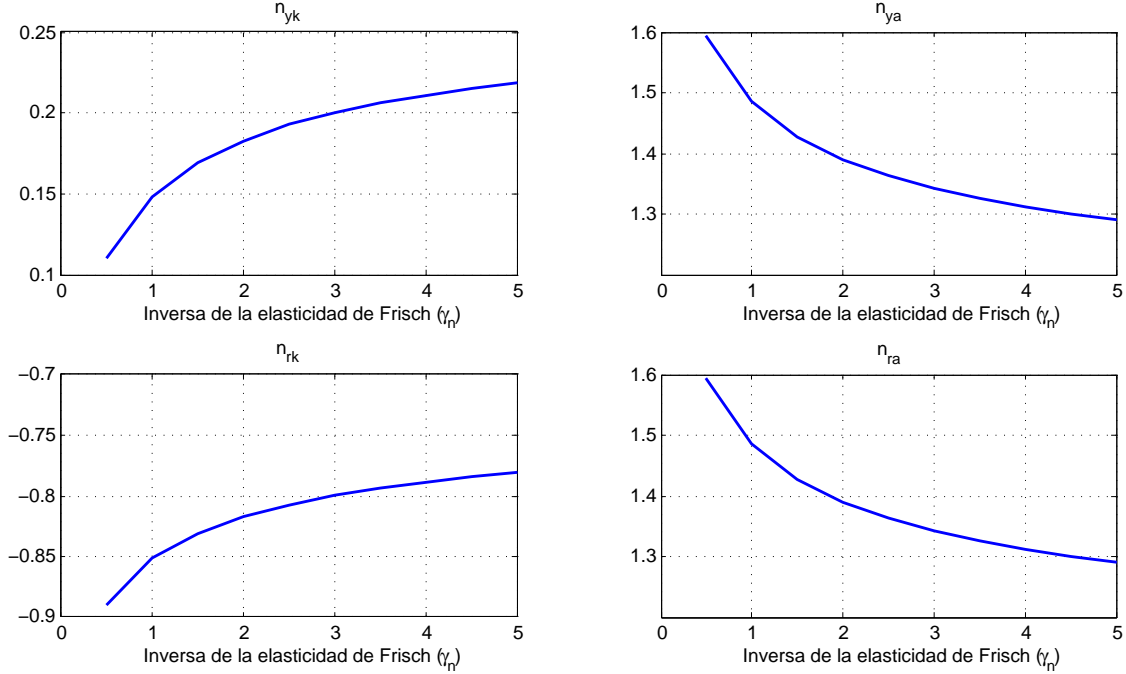 n_yk
0.25
0.2
0.15
0.1
0 1 2 3 4 5
Inversa de la elasticidad de Frisch (γ_n)
n_ya
1.6
1.5
1.4
1.3
0 1 2 3 4 5
Inversa de la elasticidad de Frisch (γ_n)
n_rk
−0.7
−0.75
−0.8
−0.85
−0.9
0 1 2 3 4 5
Inversa de la elasticidad de Frisch (γ_n)
n_ra
1.6
1.5
1.4
1.3
0 1 2 3 4 5
Inversa de la elasticidad de Frisch (γ_n)